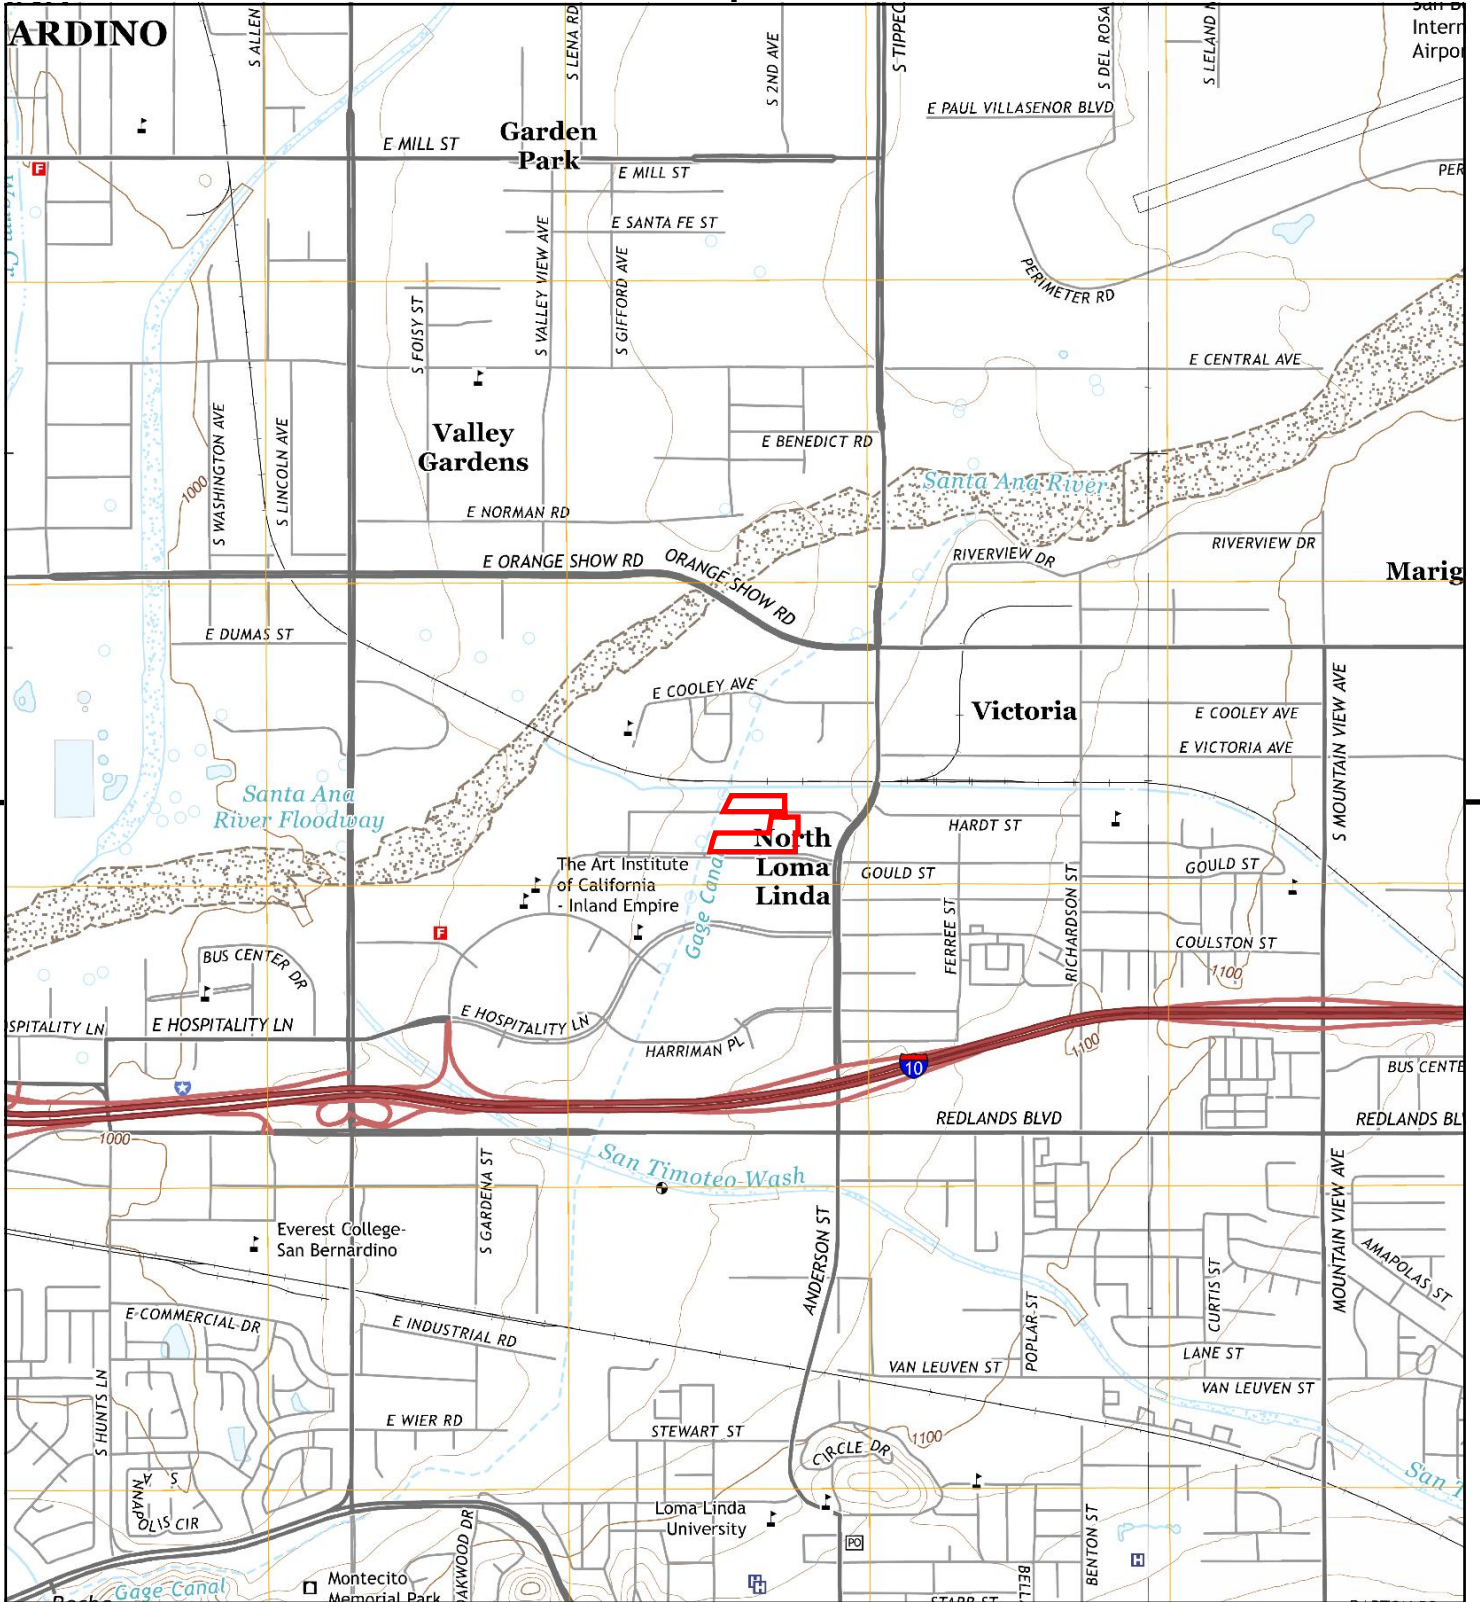 ARDINO
S ALLEN
S LENA RD
S 2ND AVE
S TIPPEC
S DEL ROSA
S LELAND
Intern
Airpor
E PAUL VILLASENOR BLVD
E MILL ST
Garden
Park
E MILL ST
F
PER
E SANTA FE ST
S VALLEY VIEW AVE
S GIFFORD AVE
S FOISY ST
PERIMETER RD
E CENTRAL AVE
S WASHINGTON AVE
S LINCOLN AVE
1000
Valley
Gardens
E BENEDICT RD
Santa Ana River
E NORMAN RD
E ORANGE SHOW RD
ORANGE SHOW RD
RIVERVIEW DR
RIVERVIEW DR
Marig
E DUMAS ST
E COOLEY AVE
Victoria
E COOLEY AVE
E VICTORIA AVE
S MOUNTAIN VIEW AVE
Santa Ana
River Floodway
HARDT ST
North
Loma
Linda
The Art Institute
of California
- Inland Empire
GOULD ST
GOULD ST
Gage Canal
FERREE ST
RICHARDSON ST
COULSTON ST
1100
F
BUS CENTER DR
SPITALITY LN
E HOSPITALITY LN
E HOSPITALITY LN
HARRIMAN PL
1100
10
BUS CENTE
REDLANDS BLVD
REDLANDS BL
1000
San Timoteo Wash
S GARDENA ST
Everest College-
San Bernardino
ANDERSON ST
MOUNTAIN VIEW AVE
AMAPOLAS ST
CURTIS ST
POPLAR ST
E COMMERCIAL DR
E INDUSTRIAL RD
LANE ST
VAN LEUVEN ST
VAN LEUVEN ST
S HUNTS LN
E WIER RD
STEWART ST
CIRCLE DR
1100
San T
S ANNAPOLIS CIR
Loma Linda
University
PO
OAKWOOD DR
BENTON ST
H
H
H
BELL
Gage Canal
Montecito
Memorial Park
STARR ST